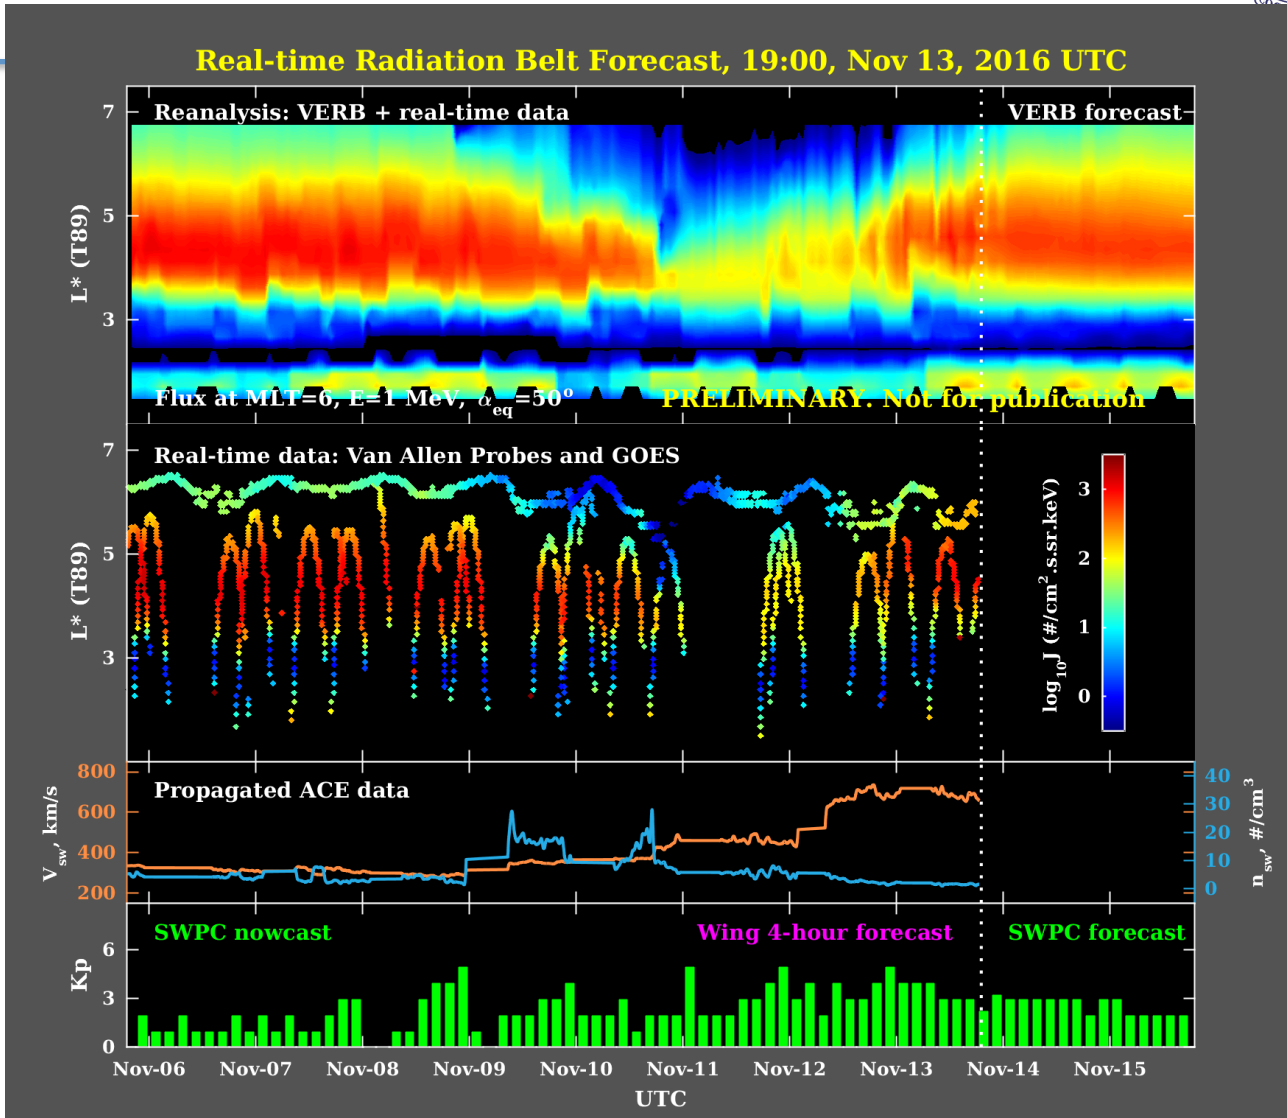 Real-time Radiation Belt Forecast, 19:00, Nov 13, 2016 UTC
Reanalysis: VERB + real-time data
VERB forecast
7
5
3
L* (T89)
Flux at MLT=6, E=1 MeV, αeq=50°
PRELIMINARY. Not for publication
Real-time data: Van Allen Probes and GOES
7
5
3
L* (T89)
3
2
1
0
log10J (#/cm2.s.sr.keV)
Propagated ACE data
800
600
400
200
Vsw, km/s
40
30
20
10
0
nsw, #/cm3
SWPC nowcast
Wing 4-hour forecast
SWPC forecast
6
3
0
Kp
Nov-06 Nov-07 Nov-08 Nov-09 Nov-10 Nov-11 Nov-12 Nov-13 Nov-14 Nov-15
UTC